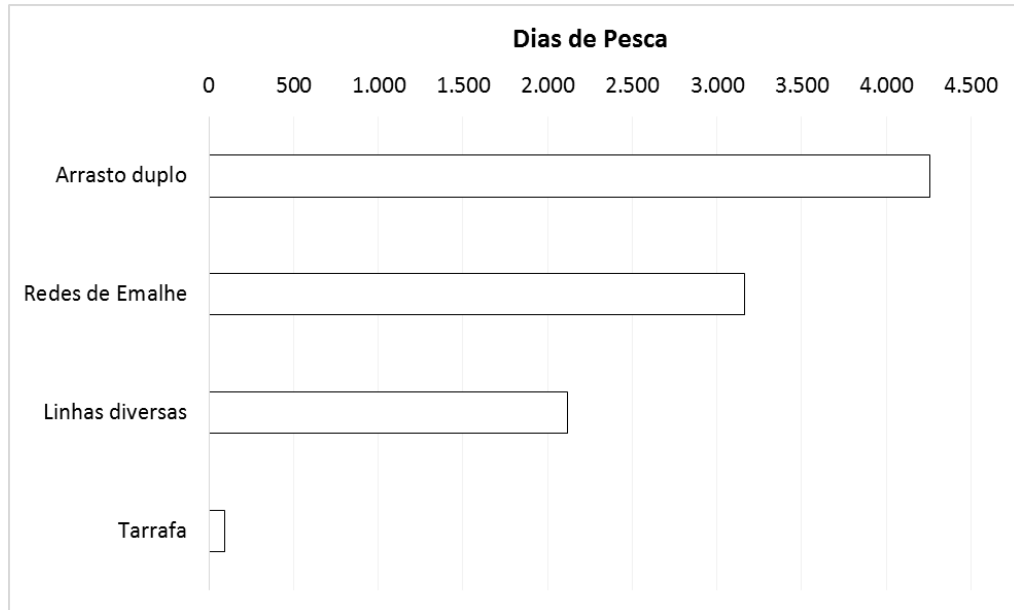 Dias de Pesca
0 500 1.000 1.500 2.000 2.500 3.000 3.500 4.000 4.500
Arrasto duplo
Redes de Emalhe
Linhas diversas
Tarrafa